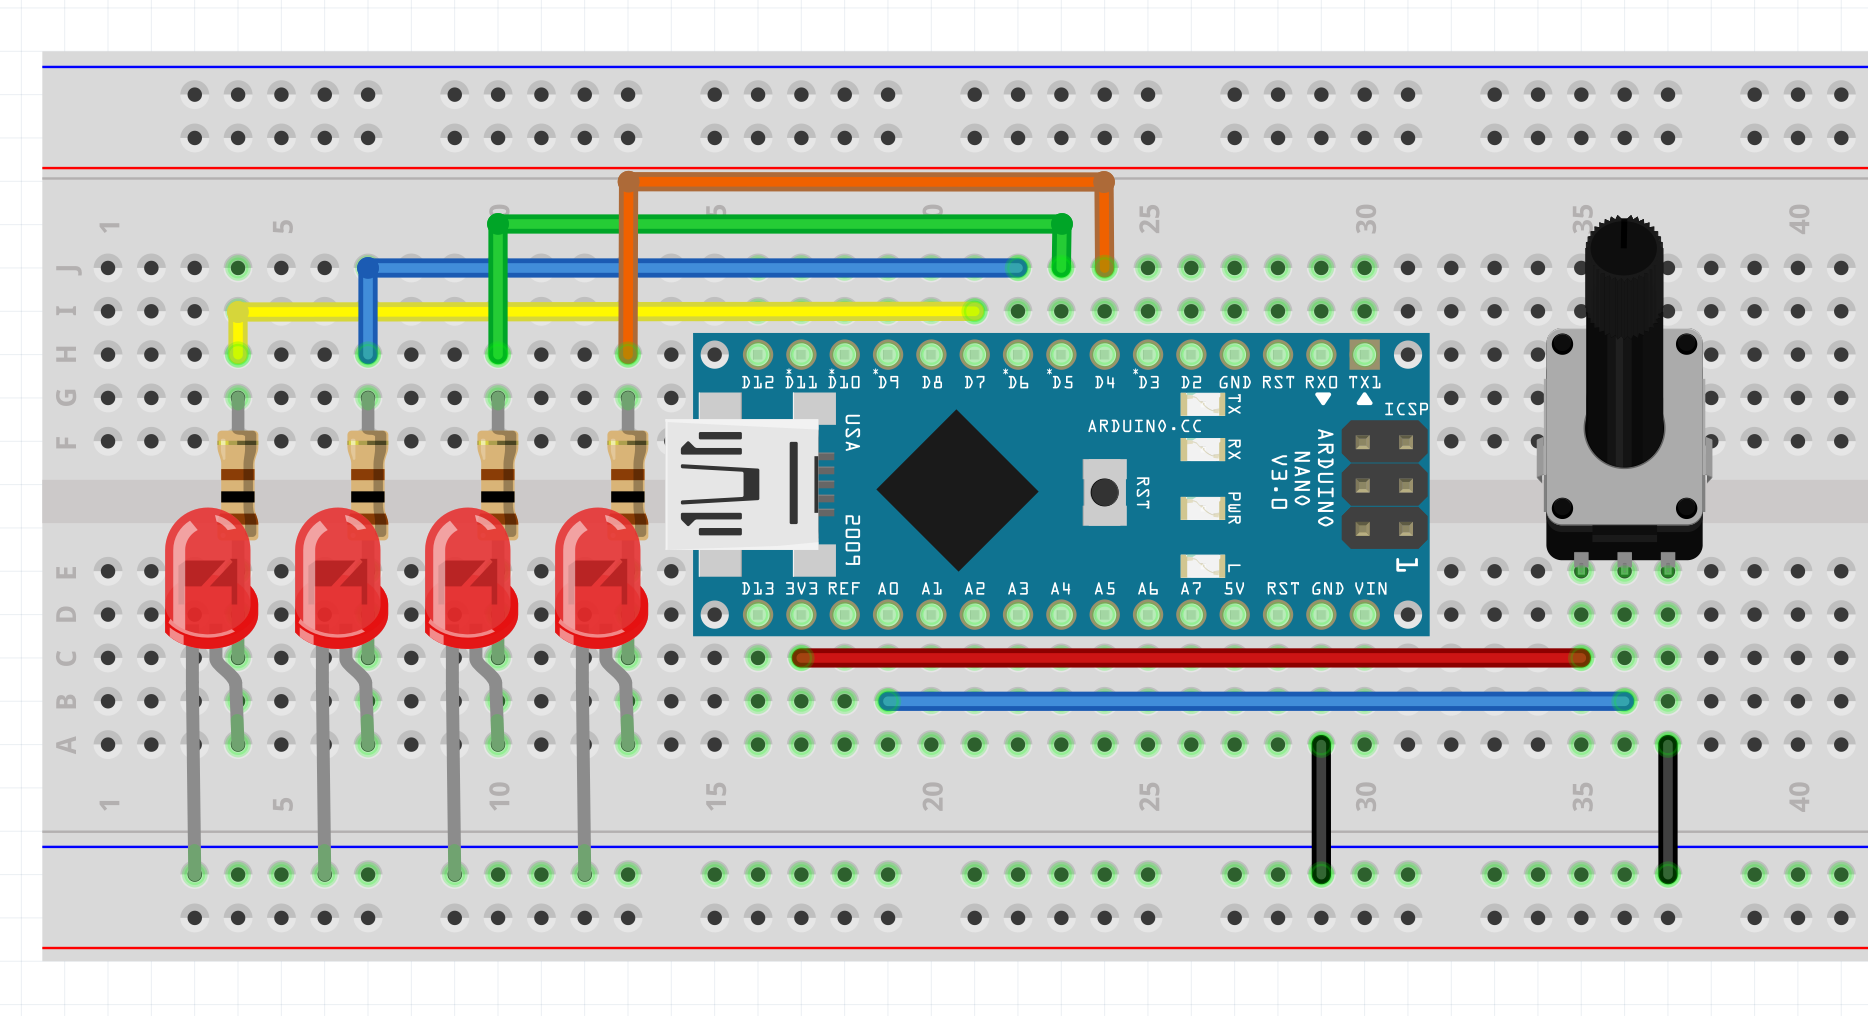 1 5 0 5 0 25 30 35 40
J
I
H
G
F
D12 *D11 *D10 *D9 D8 D7 *D6 *D5 D4 *D3 D2 GND RST RX0 TX1
ICSP
TX
ARDUINO.CC
RX
USA
ARDUINO
NANO
V3.0
RST
PWR
2009
L
1
E
D
C
B
A
D13 3V3 REF A0 A1 A2 A3 A4 A5 A6 A7 5V RST GND VIN
1 5 10 15 20 25 30 35 40